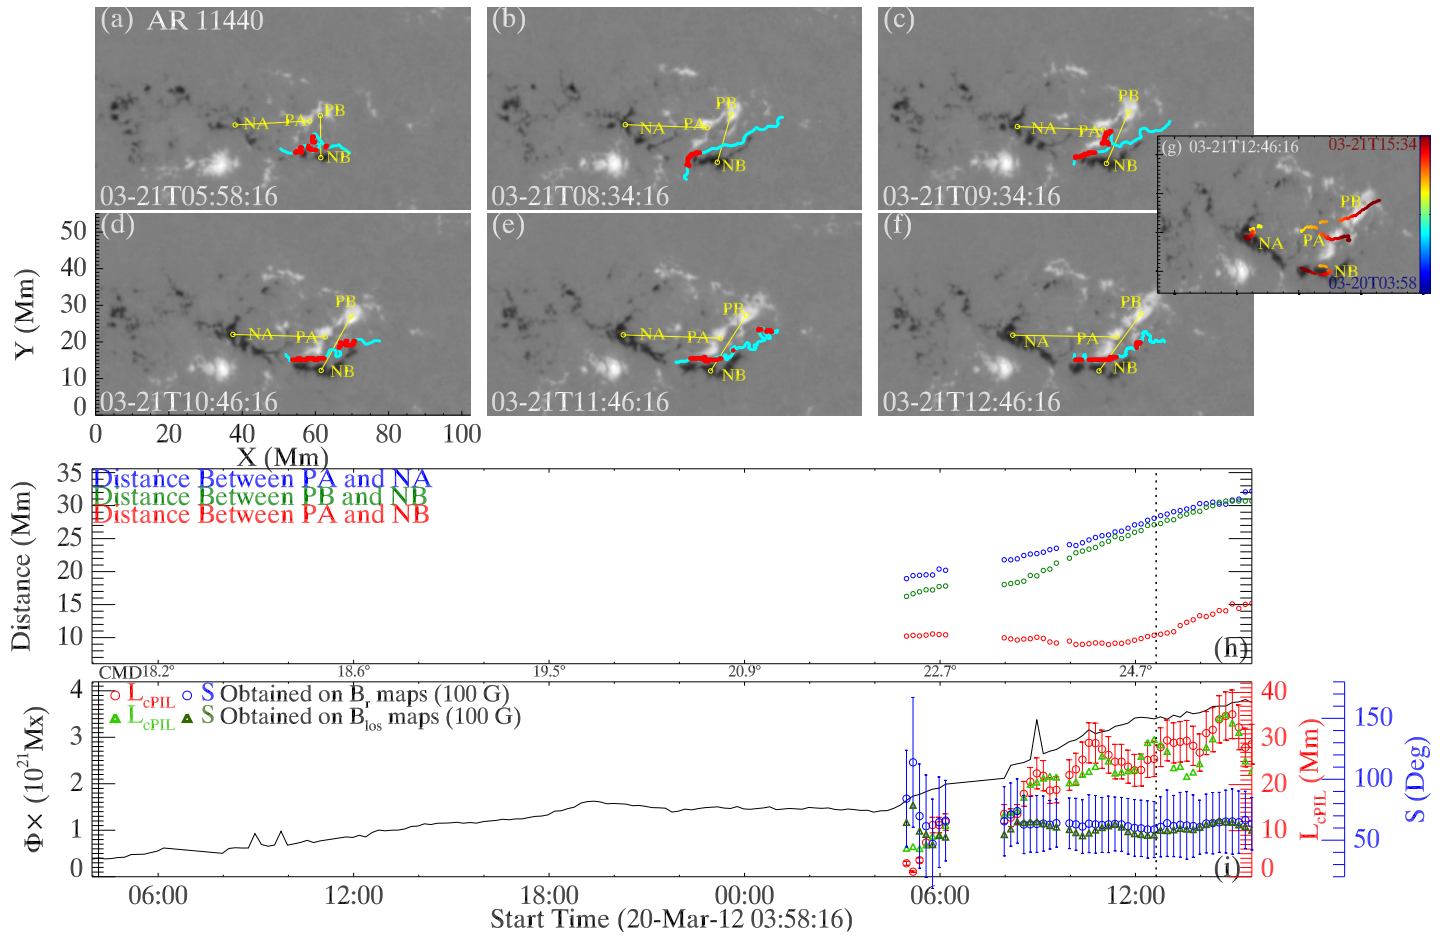 (a) AR 11440
PB
NA PA
NB
03-21T05:58:16
(b)
PB
NA PA
NB
03-21T08:34:16
(c)
PB
NA PA
NB
03-21T09:34:16
(g) 03-21T12:46:16 03-21T15:34
PB
NA PA
NB
03-20T03:58
(d)
PB
NA PA
NB
03-21T10:46:16
(e)
PB
NA PA
NB
03-21T11:46:16
(f)
PB
NA PA
NB
03-21T12:46:16
50
40
30
20
10
0
Y (Mm)
0 20 40 60 80 100
X (Mm)
Distance Between PA and NA
Distance Between PB and NB
Distance Between PA and NB
35
30
25
20
15
10
Distance (Mm)
(h)
CMD 18.2° 18.6° 19.5° 20.9° 22.7° 24.7°
L_cPIL S Obtained on B_r maps (100 G)
L_cPIL S Obtained on B_los maps (100 G)
4
3
2
1
0
Φ× (10^21 Mx)
40
30
20
10
0
L_cPIL (Mm)
150
100
50
S (Deg)
(i)
06:00 12:00 18:00 00:00 06:00 12:00
Start Time (20-Mar-12 03:58:16)